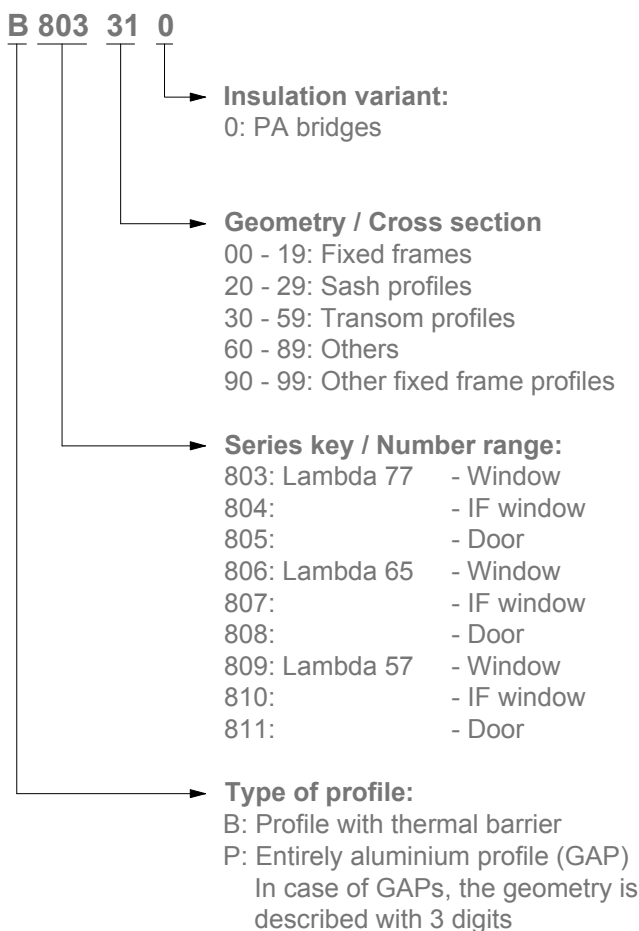 B 803 31 0
Insulation variant:
0: PA bridges
Geometry / Cross section
00 - 19: Fixed frames
20 - 29: Sash profiles
30 - 59: Transom profiles
60 - 89: Others
90 - 99: Other fixed frame profiles
Series key / Number range:
803: Lambda 77 - Window
804: - IF window
805: - Door
806: Lambda 65 - Window
807: - IF window
808: - Door
809: Lambda 57 - Window
810: - IF window
811: - Door
Type of profile:
B: Profile with thermal barrier
P: Entirely aluminium profile (GAP)
In case of GAPs, the geometry is
described with 3 digits